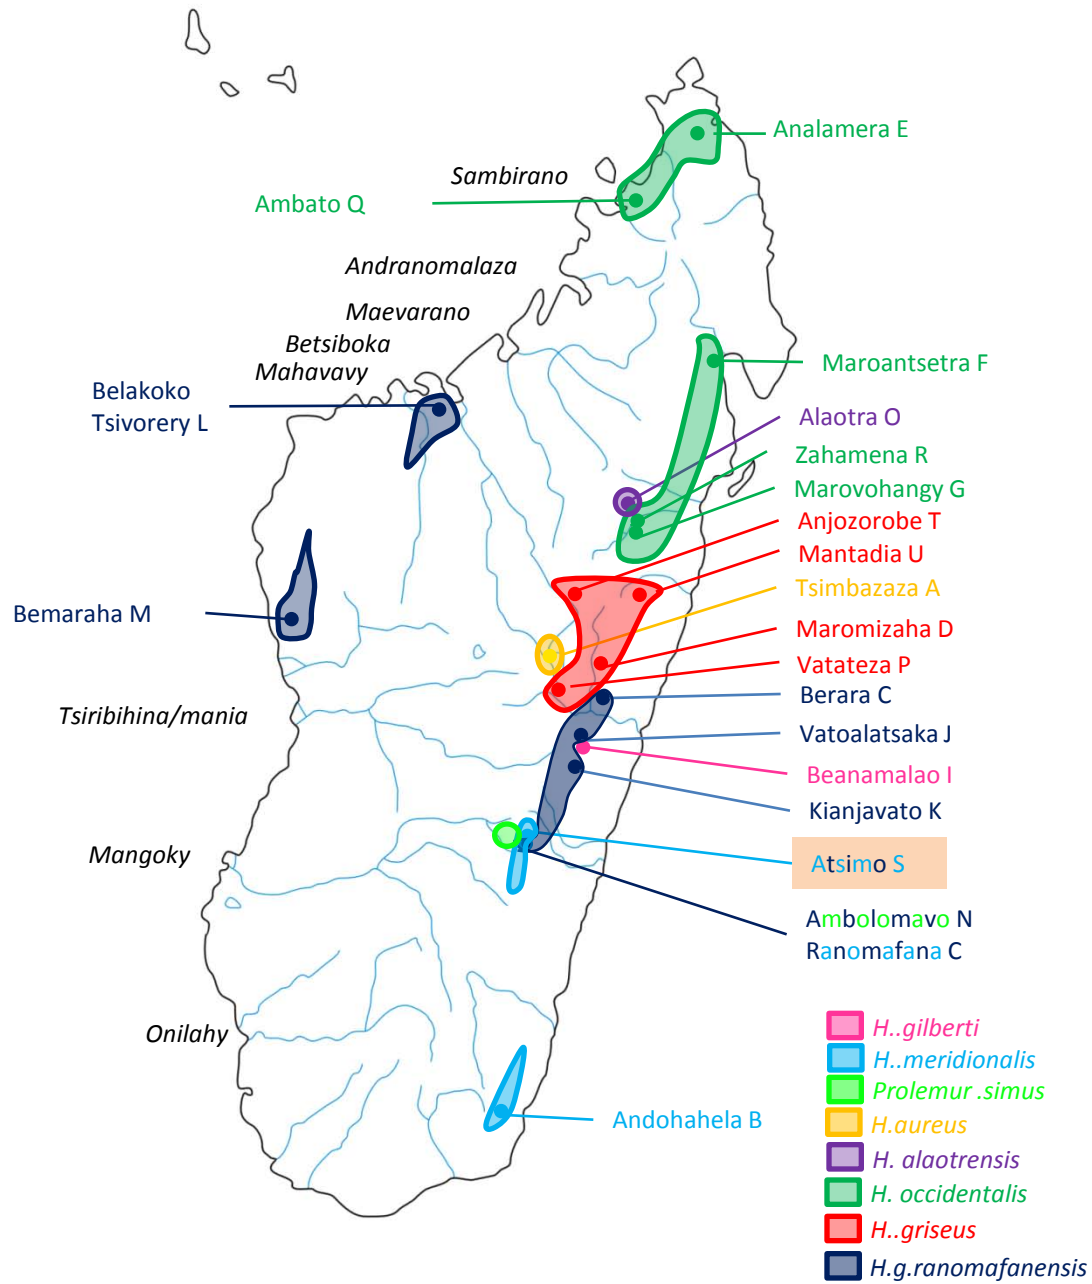 Analamera E
Sambirano
Ambato Q
Andranomalaza
Maevarano
Betsiboka
Mahavavy
Maroantsetra F
Belakoko
Tsivorery L
Alaotra O
Zahamena R
Marovohangy G
Anjozorobe T
Mantadia U
Tsimbazaza A
Bemaraha M
Maromizaha D
Vatateza P
Berara C
Tsiribihina/mania
Vatoalatsaka J
Beanamalao I
Kianjavato K
Mangoky
Atsimo S
Ambolomavo N
Ranomafana C
Onilahy
Andohahela B
H..gilberti
H..meridionalis
Prolemur .simus
H.aureus
H. alaotrensis
H. occidentalis
H..griseus
H.g.ranomafanensis